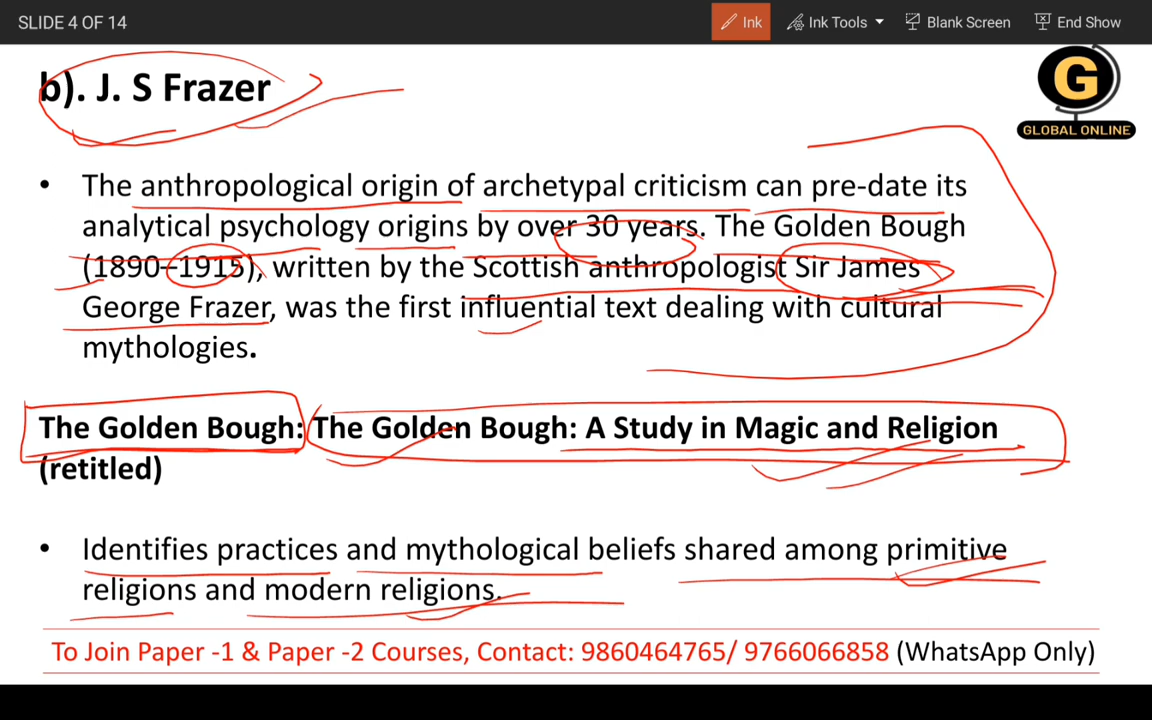 SLIDE 4 OF 14
Ink
Ink Tools
Blank Screen
End Show
G
GLOBAL ONLINE
b). J. S Frazer
• The anthropological origin of archetypal criticism can pre-date its
analytical psychology origins by over 30 years. The Golden Bough
(1890–1915), written by the Scottish anthropologist Sir James
George Frazer, was the first influential text dealing with cultural
mythologies.
The Golden Bough: The Golden Bough: A Study in Magic and Religion
(retitled)
• Identifies practices and mythological beliefs shared among primitive
religions and modern religions.
To Join Paper -1 & Paper -2 Courses, Contact: 9860464765/ 9766066858 (WhatsApp Only)